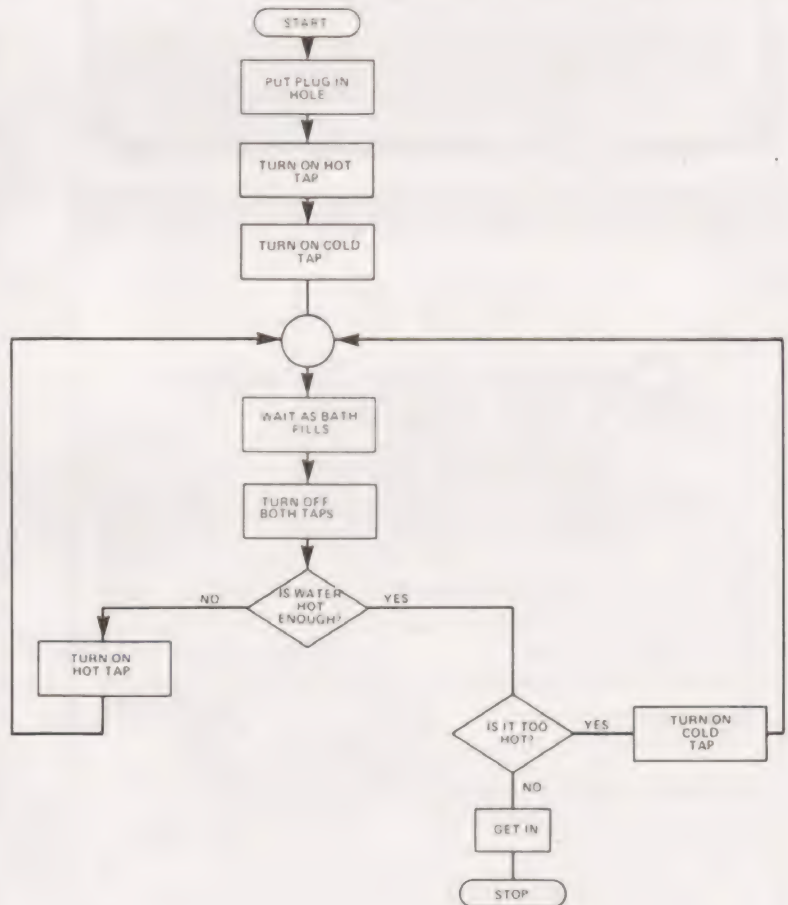 START
PUT PLUG IN
HOLE
TURN ON HOT
TAP
TURN ON COLD
TAP
WAIT AS BATH
FILLS
TURN OFF
BOTH TAPS
IS WATER
HOT
ENOUGH?
NO
YES
TURN ON
HOT TAP
IS IT TOO
HOT?
YES
TURN ON
COLD
TAP
NO
GET IN
STOP